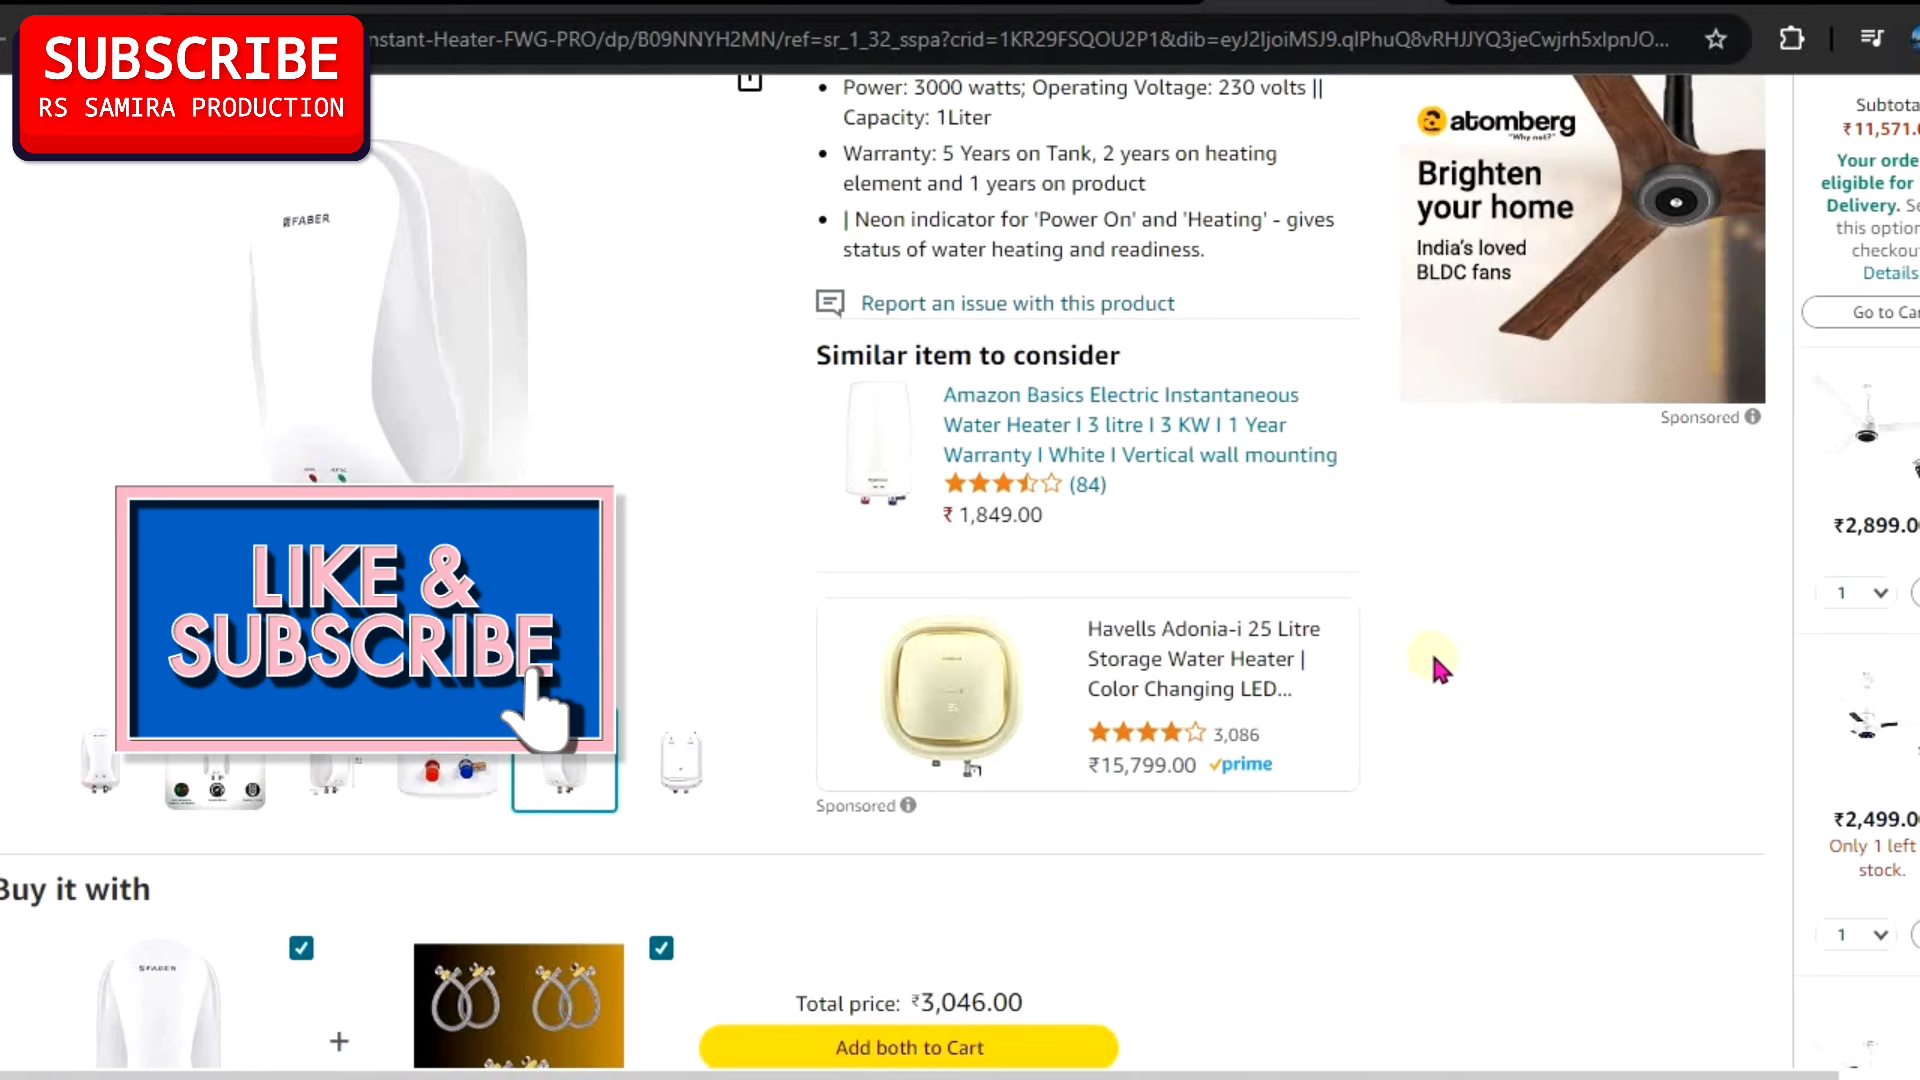 SUBSCRIBE
RS SAMIRA PRODUCTION
nstant-Heater-FWG-PRO/dp/B09NNYH2MN/ref=sr_1_32_sspa?crid=1KR29FSQOU2P1&dib=eyJ2IjoiMSJ9.qIPhuQ8vRHJJYQ3jeCwjrh5xIpnJO...
FABER
LIKE &
SUBSCRIBE
Power: 3000 watts; Operating Voltage: 230 volts ||
Capacity: 1Liter
Warranty: 5 Years on Tank, 2 years on heating
element and 1 years on product
| Neon indicator for 'Power On' and 'Heating' - gives
status of water heating and readiness.
Report an issue with this product
Similar item to consider
Amazon Basics Electric Instantaneous
Water Heater I 3 litre I 3 KW I 1 Year
Warranty I White I Vertical wall mounting
(84)
₹ 1,849.00
Havells Adonia-i 25 Litre
Storage Water Heater |
Color Changing LED...
3,086
₹15,799.00 prime
Sponsored
atomberg
"Why not?"
Brighten
your home
India's loved
BLDC fans
Sponsored
Subtota
₹11,571.
Your orde
eligible for
Delivery. Se
this option
checkou
Details
Go to Car
₹2,899.0
1
₹2,499.0
Only 1 left
stock.
1
Buy it with
FABER
+
Total price: ₹3,046.00
Add both to Cart